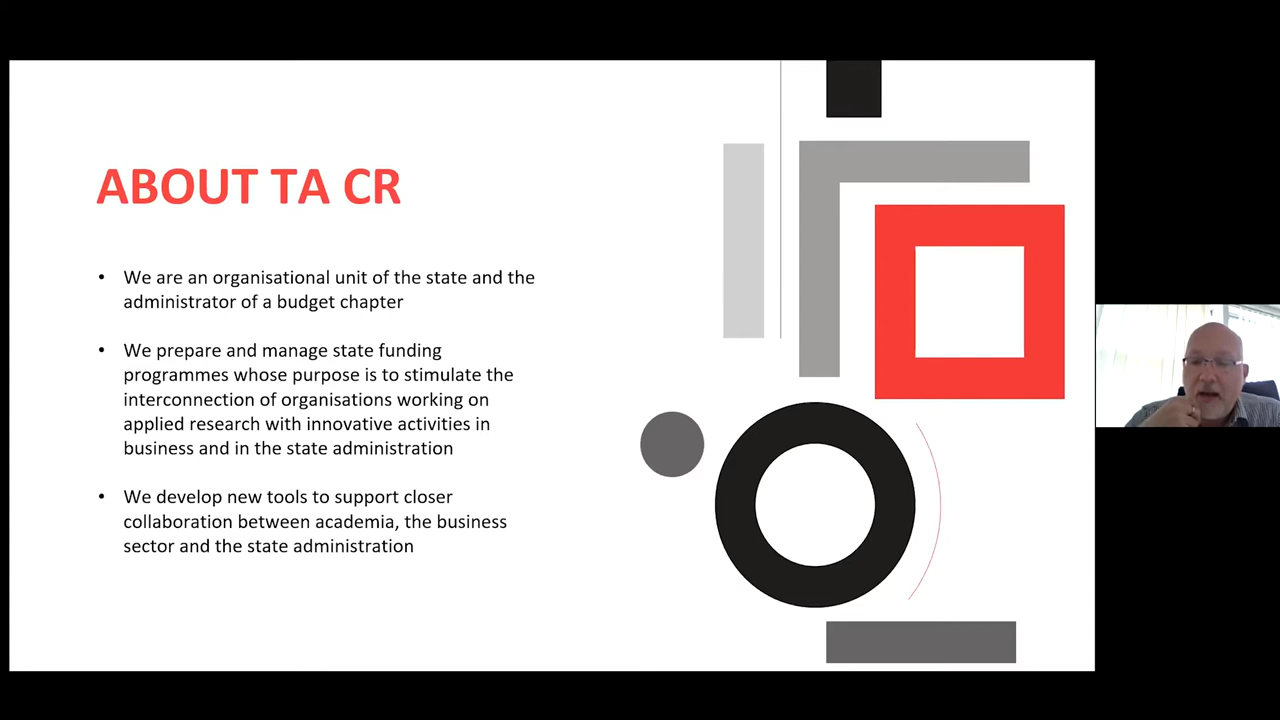 ABOUT TA CR
• We are an organisational unit of the state and the
administrator of a budget chapter
• We prepare and manage state funding
programmes whose purpose is to stimulate the
interconnection of organisations working on
applied research with innovative activities in
business and in the state administration
• We develop new tools to support closer
collaboration between academia, the business
sector and the state administration